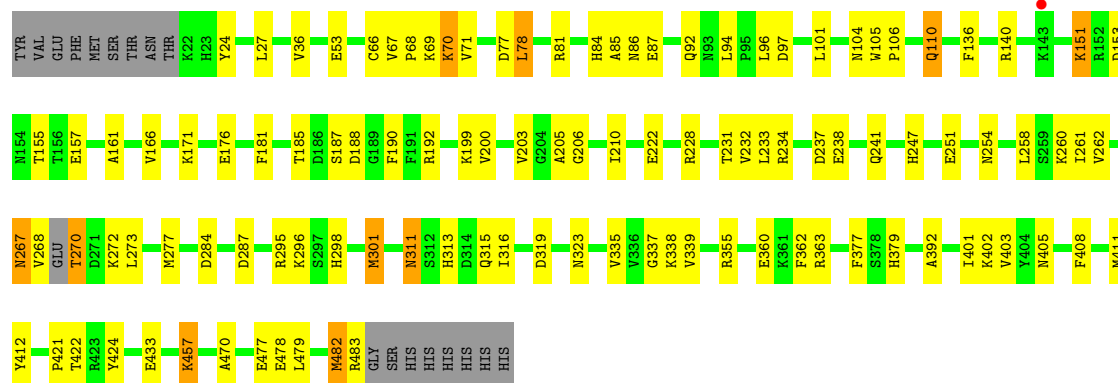 TYR VAL GLU PHE MET SER THR ASN THR K22 H23 Y24 L27 V36 E53 C66 V67 P68 K69 K70 V71 D77 L78 R81 H84 A85 N86 E87 Q92 N93 L94 P95 L96 D97 L101 N104 W105 P106 Q110 F136 R140 K143 K151 R152 D153
N154 T155 T156 E157 A161 V166 K171 E176 F181 T185 D186 S187 D188 G189 F190 F191 R192 K199 V200 V203 G204 A205 G206 I210 E222 R228 T231 V232 L233 R234 D237 E238 Q241 H247 E251 N254 L258 S259 K260 I261 V262
N267 V268 GLU T270 D271 K272 L273 M277 D284 D287 R295 K296 S297 H298 M301 N311 S312 H313 D314 Q315 I316 D319 N323 V335 V336 G337 K338 V339 R355 E360 K361 F362 R363 F377 S378 H379 A392 I401 K402 V403 Y404 N405 F408 M411
Y412 P421 T422 R423 Y424 E433 K457 A470 E477 E478 L479 M482 R483 GLY SER HIS HIS HIS HIS HIS HIS